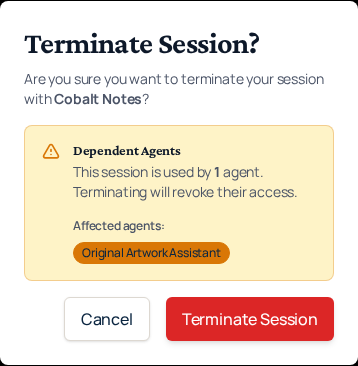 Terminate Session?
Are you sure you want to terminate your session
with Cobalt Notes?
Dependent Agents
This session is used by 1 agent.
Terminating will revoke their access.
Affected agents:
Original Artwork Assistant
Cancel
Terminate Session